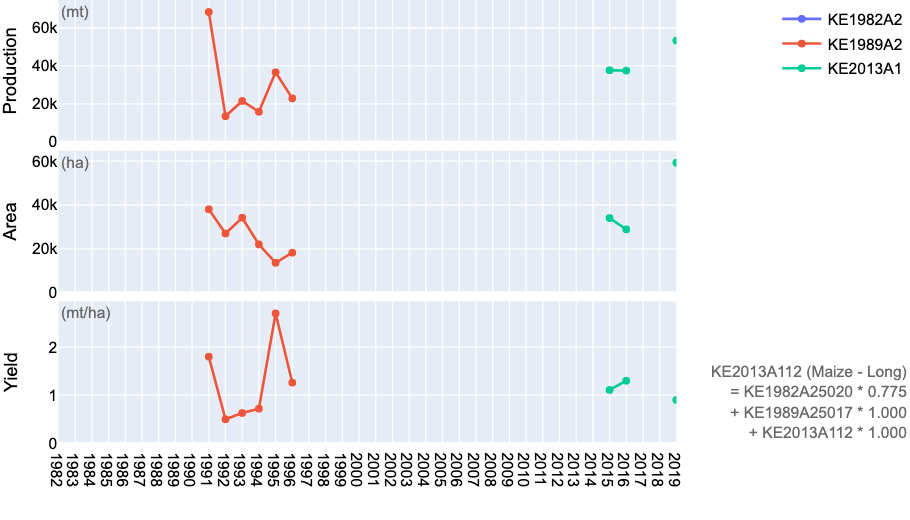 (mt)
Production
60k
40k
20k
0
(ha)
Area
60k
40k
20k
0
(mt/ha)
Yield
2
1
0
1982
1983
1984
1985
1986
1987
1988
1989
1990
1991
1992
1993
1994
1995
1996
1997
1998
1999
2000
2001
2002
2003
2004
2005
2006
2007
2008
2009
2010
2011
2012
2013
2014
2015
2016
2017
2018
2019
KE1982A2
KE1989A2
KE2013A1
KE2013A112 (Maize - Long)
= KE1982A25020 * 0.775
+ KE1989A25017 * 1.000
+ KE2013A112 * 1.000